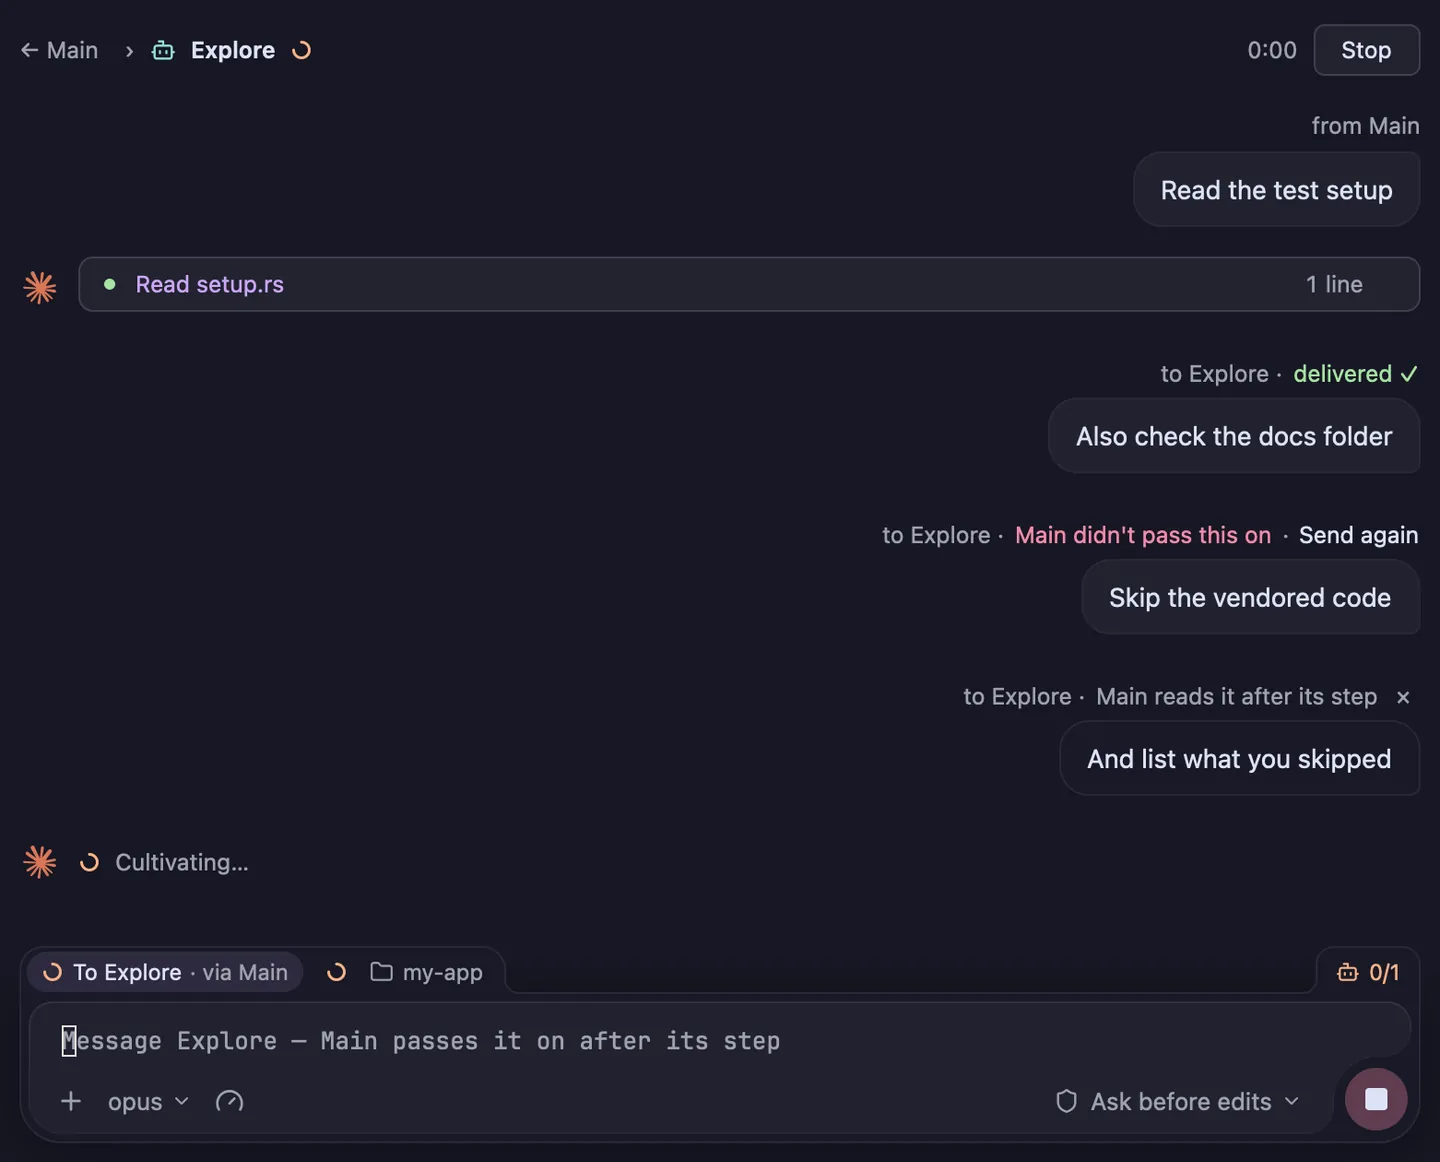 ← Main › Explore 0:00 Stop
from Main
Read the test setup
Read setup.rs 1 line
to Explore · delivered ✓
Also check the docs folder
to Explore · Main didn't pass this on · Send again
Skip the vendored code
to Explore · Main reads it after its step ×
And list what you skipped
Cultivating...
To Explore · via Main my-app 0/1
Message Explore — Main passes it on after its step
+ opus Ask before edits